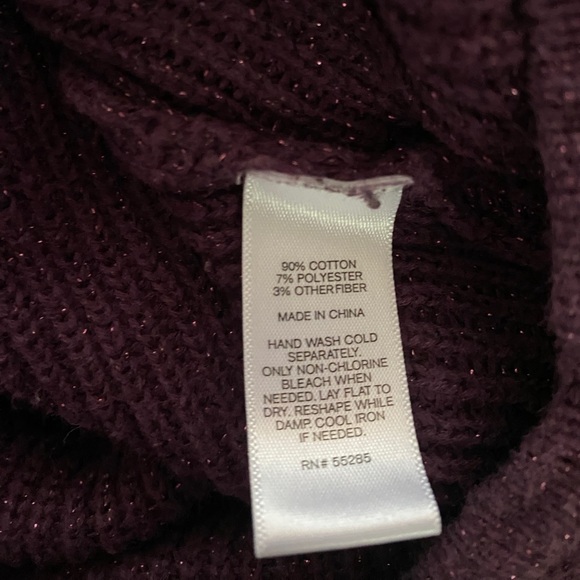 90% COTTON
7% POLYESTER
3% OTHER FIBER
MADE IN CHINA
HAND WASH COLD
SEPARATELY.
ONLY NON-CHLORINE
BLEACH WHEN
NEEDED. LAY FLAT TO
DRY. RESHAPE WHILE
DAMP. COOL IRON
IF NEEDED.
RN# 55285